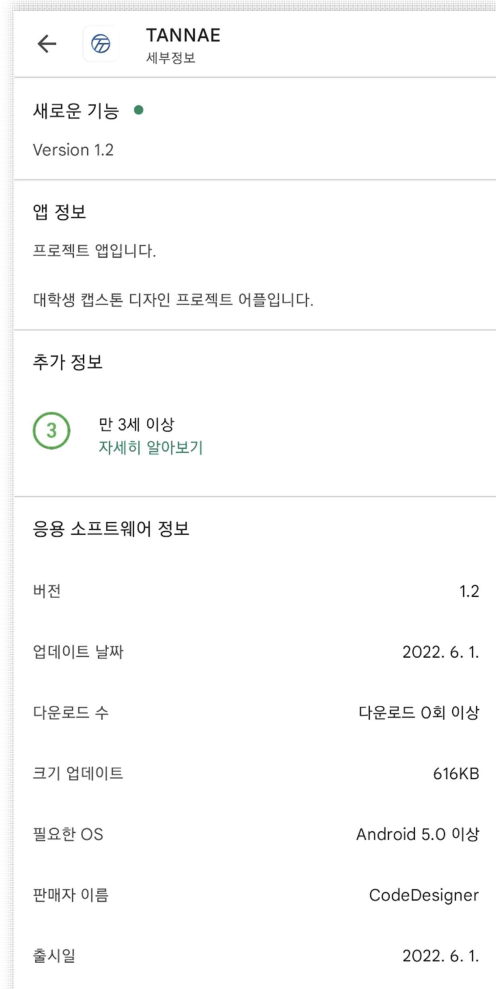 TANNAE
세부정보
새로운 기능
Version 1.2
앱 정보
프로젝트 앱입니다.
대학생 캡스톤 디자인 프로젝트 어플입니다.
추가 정보
3 만 3세 이상
자세히 알아보기
응용 소프트웨어 정보
버전 1.2
업데이트 날짜 2022. 6. 1.
다운로드 수 다운로드 0회 이상
크기 업데이트 616KB
필요한 OS Android 5.0 이상
판매자 이름 CodeDesigner
출시일 2022. 6. 1.